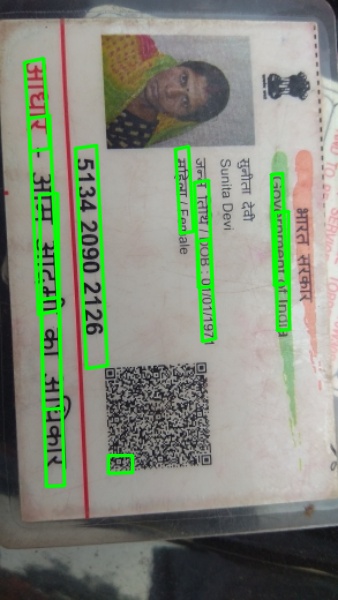 भारत सरकार
Government of India
सुनीता देवी
Sunita Devi
जन्म तिथि / DOB : 01/01/1971
महिला / Female
5134 2090 2126
आधार - आम आदमी का अधिकार